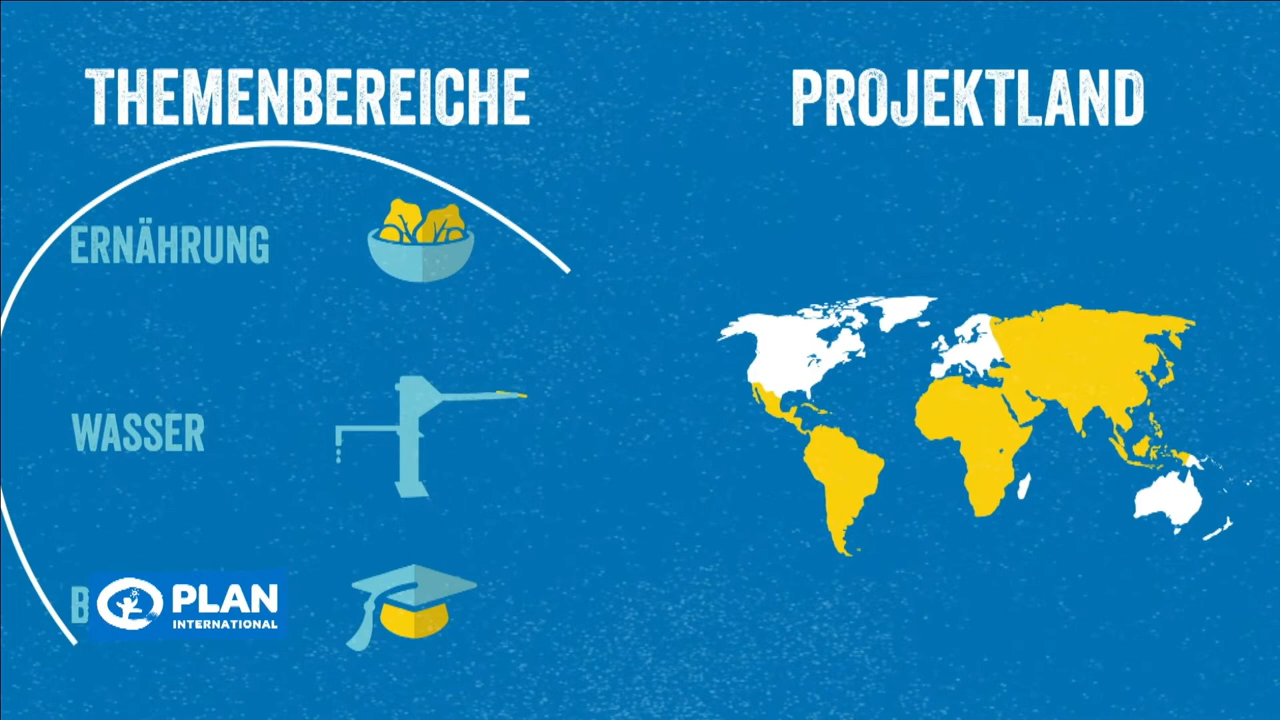 THEMENBEREICHE
PROJEKTLAND
ERNÄHRUNG
WASSER
B
PLAN
INTERNATIONAL